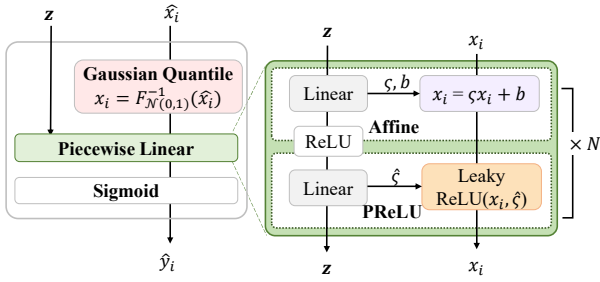 z
x̂ᵢ
Gaussian Quantile
xᵢ = F⁻¹_𝒩(0,1)(x̂ᵢ)
Piecewise Linear
Sigmoid
ŷᵢ
z
xᵢ
Linear
ς, b
xᵢ = ςxᵢ + b
Affine
ReLU
Linear
ς̂
Leaky
ReLU(xᵢ, ς̂)
PReLU
× N
z
xᵢ